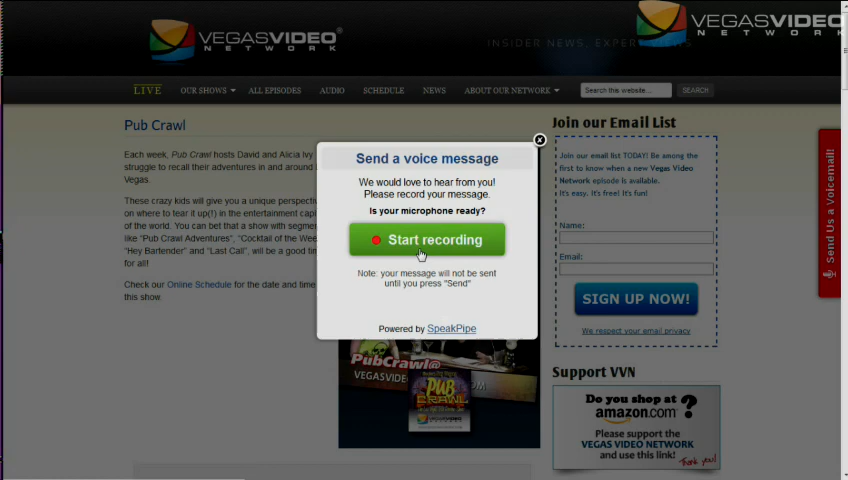 VEGASVIDEO
NETWORK
VEGASVIDEO
NETWORK
INSIDER NEWS, EXPER
LIVE
OUR SHOWS
ALL EPISODES
AUDIO
SCHEDULE
NEWS
ABOUT OUR NETWORK
Search this website...
SEARCH
Pub Crawl
Each week, Pub Crawl hosts David and Alicia Ivy
struggle to recall their adventures in and around
Vegas.
These crazy kids will give you a unique perspectiv
on where to tear it up(!) in the entertainment capi
of the world. You can bet that a show with segmer
like "Pub Crawl Adventures", "Cocktail of the Wee
"Hey Bartender" and "Last Call", will be a good tin
for all!
Check our Online Schedule for the date and time
this show.
Send a voice message
We would love to hear from you!
Please record your message.
Is your microphone ready?
Start recording
Note: your message will not be sent
until you press "Send"
Powered by SpeakPipe
PubCrawl@
VEGASVIDE
OM
PUB
CRAWL
Join our Email List
Join our email list TODAY! Be among the
first to know when a new Vegas Video
Network episode is available.
It's easy. It's free! It's fun!
Name:
Email:
SIGN UP NOW!
We respect your email privacy
Support VVN
Do you shop at
amazon.com ?
Please support the
VEGAS VIDEO NETWORK
and use this link!
Thank you!
Send Us a Voicemail!